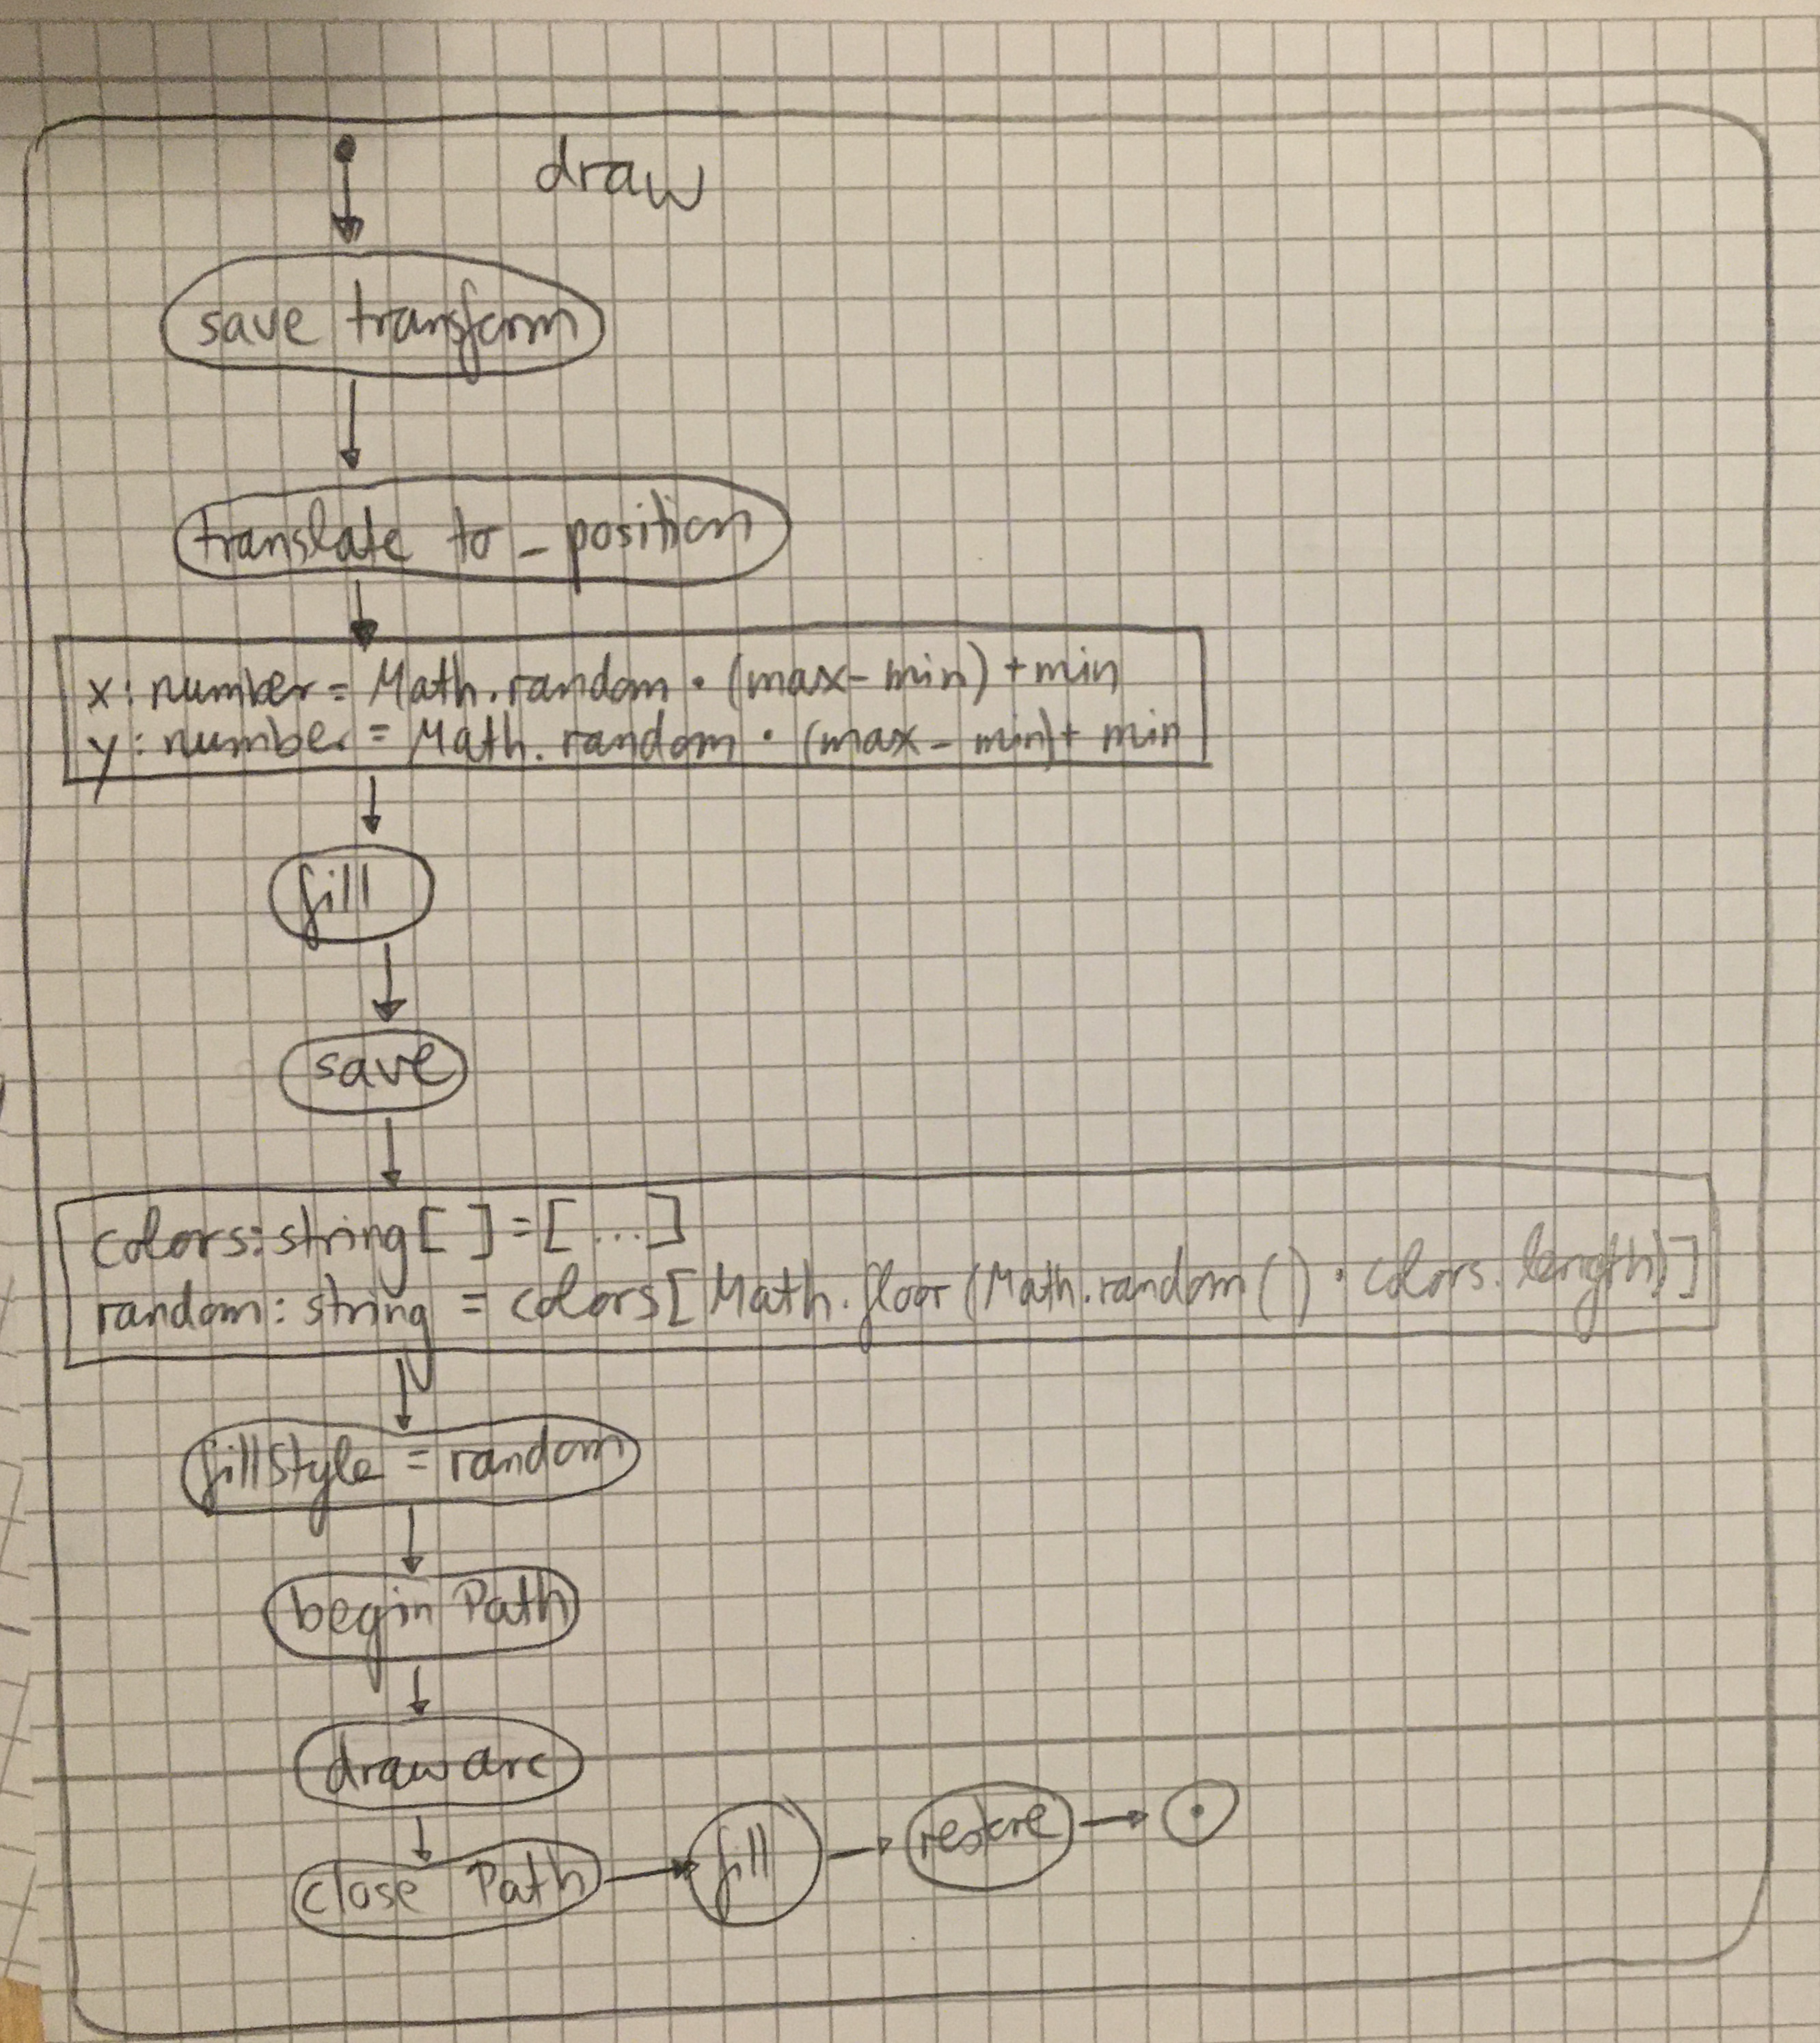 draw
save transform
translate to _ position
x: number = Math.random · (max - min) + min
y: number = Math.random · (max - min) + min
fill
save
colors: string [ ] = [ ... ]
random: string = colors [ Math.floor (Math.random () · colors.length) ]
fillStyle = random
begin Path
draw arc
close Path
fill
restore